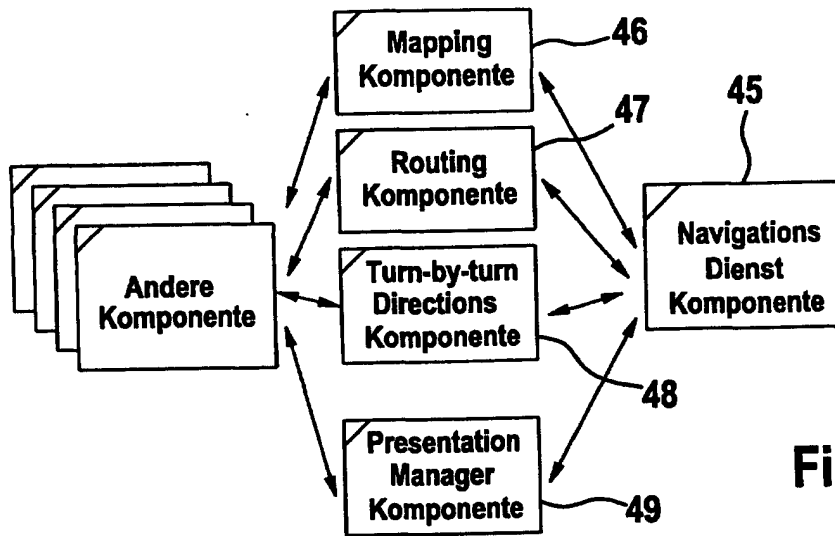 Mapping
Komponente
46
Routing
Komponente
47
45
Andere
Komponente
Turn-by-turn
Directions
Komponente
48
Navigations
Dienst
Komponente
Presentation
Manager
Komponente
49
Fi